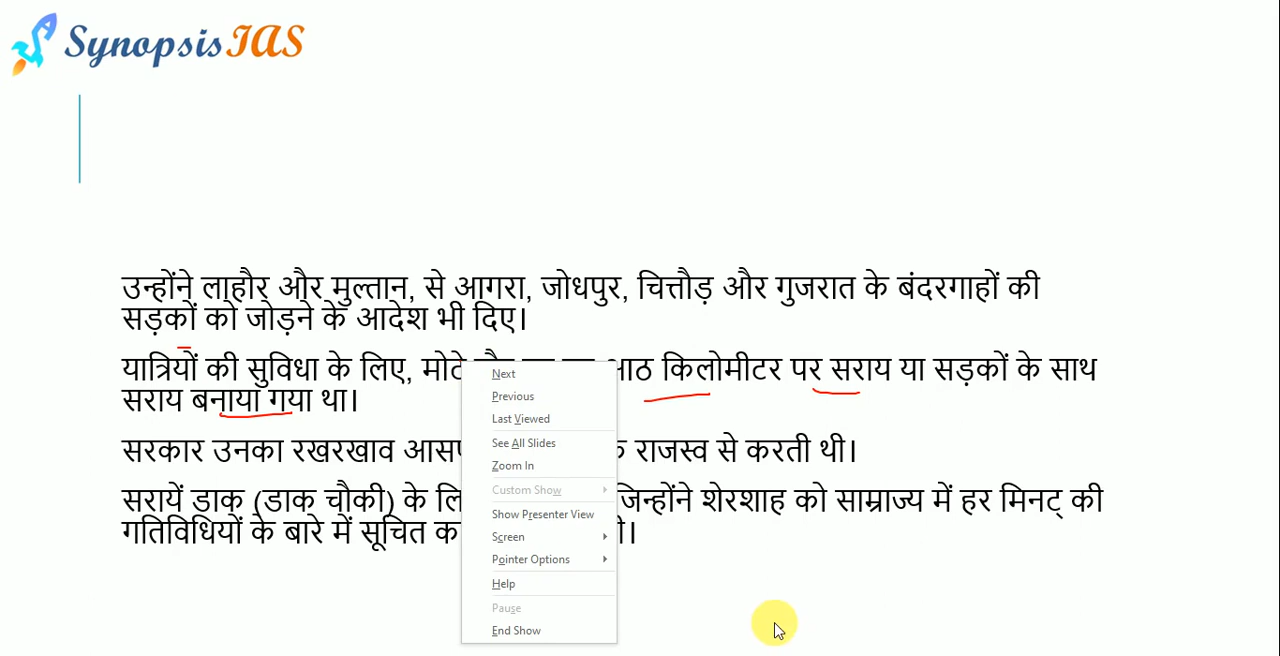 SynopsisIAS
उन्होंने लाहौर और मुल्तान, से आगरा, जोधपुर, चित्तौड़ और गुजरात के बंदरगाहों की
सड़कों को जोड़ने के आदेश भी दिए।
यात्रियों की सुविधा के लिए, मोटे आठ किलोमीटर पर सराय या सड़कों के साथ
सराय बनाया गया था।
सरकार उनका रखरखाव राजस्व से करती थी।
सरायें डाक (डाक चौकी) के जिन्होंने शेरशाह को साम्राज्य में हर मिनट् की
गतिविधियों के बारे में सूचित
Next
Previous
Last Viewed
See All Slides
Zoom In
Custom Show
Show Presenter View
Screen
Pointer Options
Help
Pause
End Show